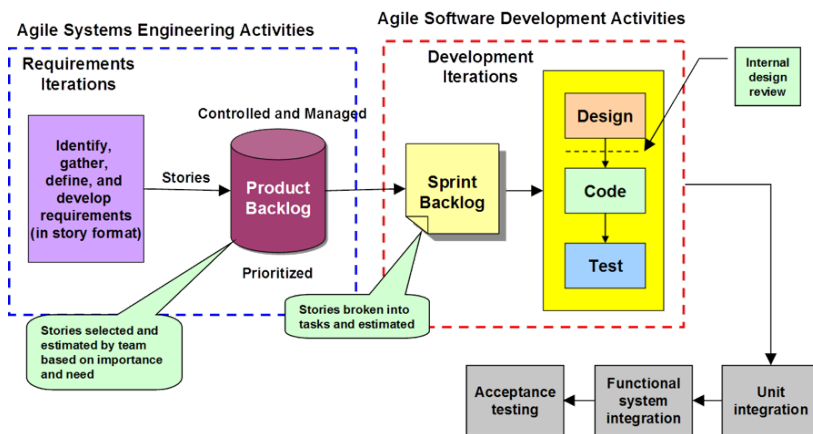 Agile Systems Engineering Activities
Agile Software Development Activities
Requirements
Iterations
Identify,
gather,
define, and
develop
requirements
(in story format)
Stories
Controlled and Managed
Product
Backlog
Prioritized
Stories selected and
estimated by team
based on importance
and need
Development
Iterations
Sprint
Backlog
Stories broken into
tasks and estimated
Design
Code
Test
Internal
design
review
Unit
integration
Functional
system
integration
Acceptance
testing